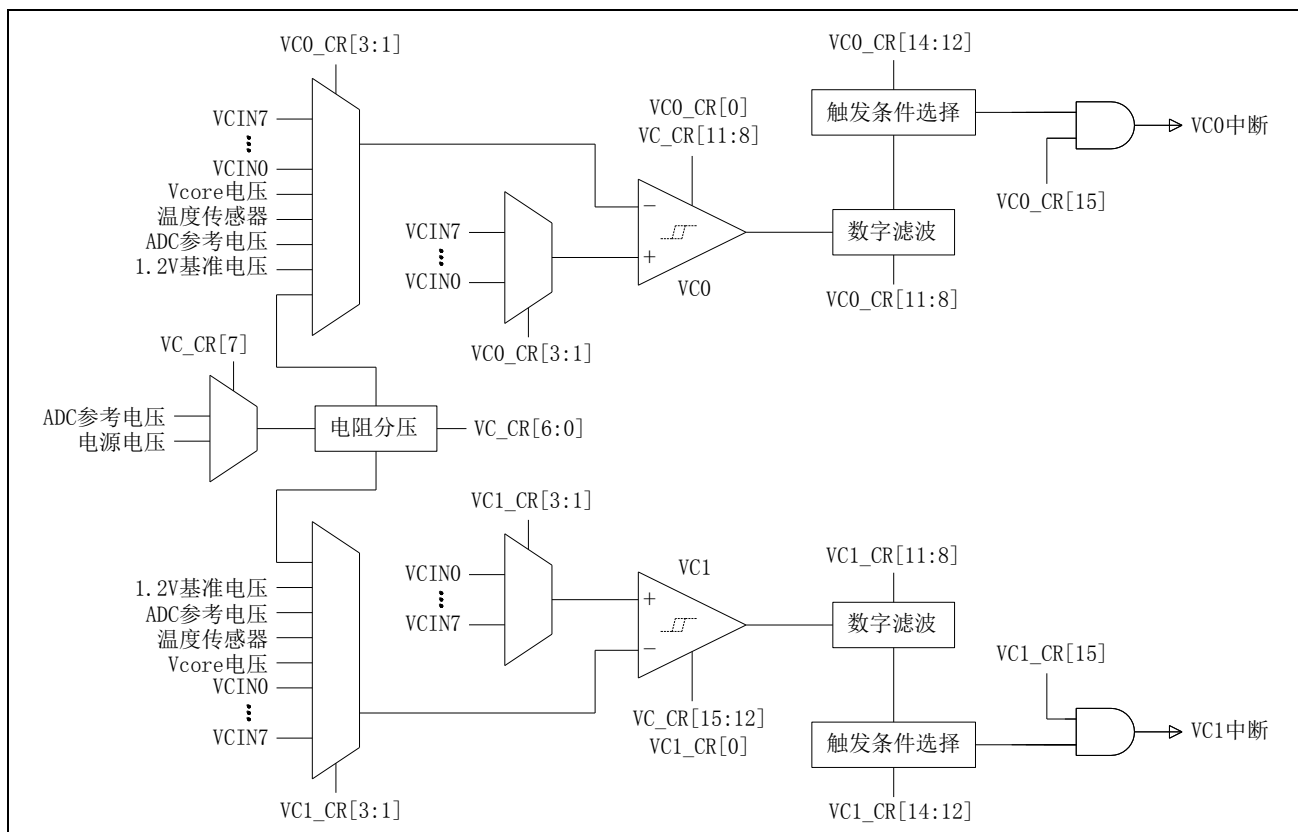 VC0_CR[3:1]
VC0_CR[14:12]
VCIN7
VCIN0
Vcore电压
温度传感器
ADC参考电压
1.2V基准电压
VC0_CR[0]
VC_CR[11:8]
触发条件选择
VC0中断
VC0_CR[15]
VCIN7
VCIN0
VC0
数字滤波
VC0_CR[11:8]
VC0_CR[3:1]
VC_CR[7]
ADC参考电压
电源电压
电阻分压
VC_CR[6:0]
VC1_CR[3:1]
VCIN0
VCIN7
VC1
VC1_CR[11:8]
数字滤波
1.2V基准电压
ADC参考电压
温度传感器
Vcore电压
VCIN0
VCIN7
VC_CR[15:12]
VC1_CR[0]
VC1_CR[15]
触发条件选择
VC1中断
VC1_CR[3:1]
VC1_CR[14:12]